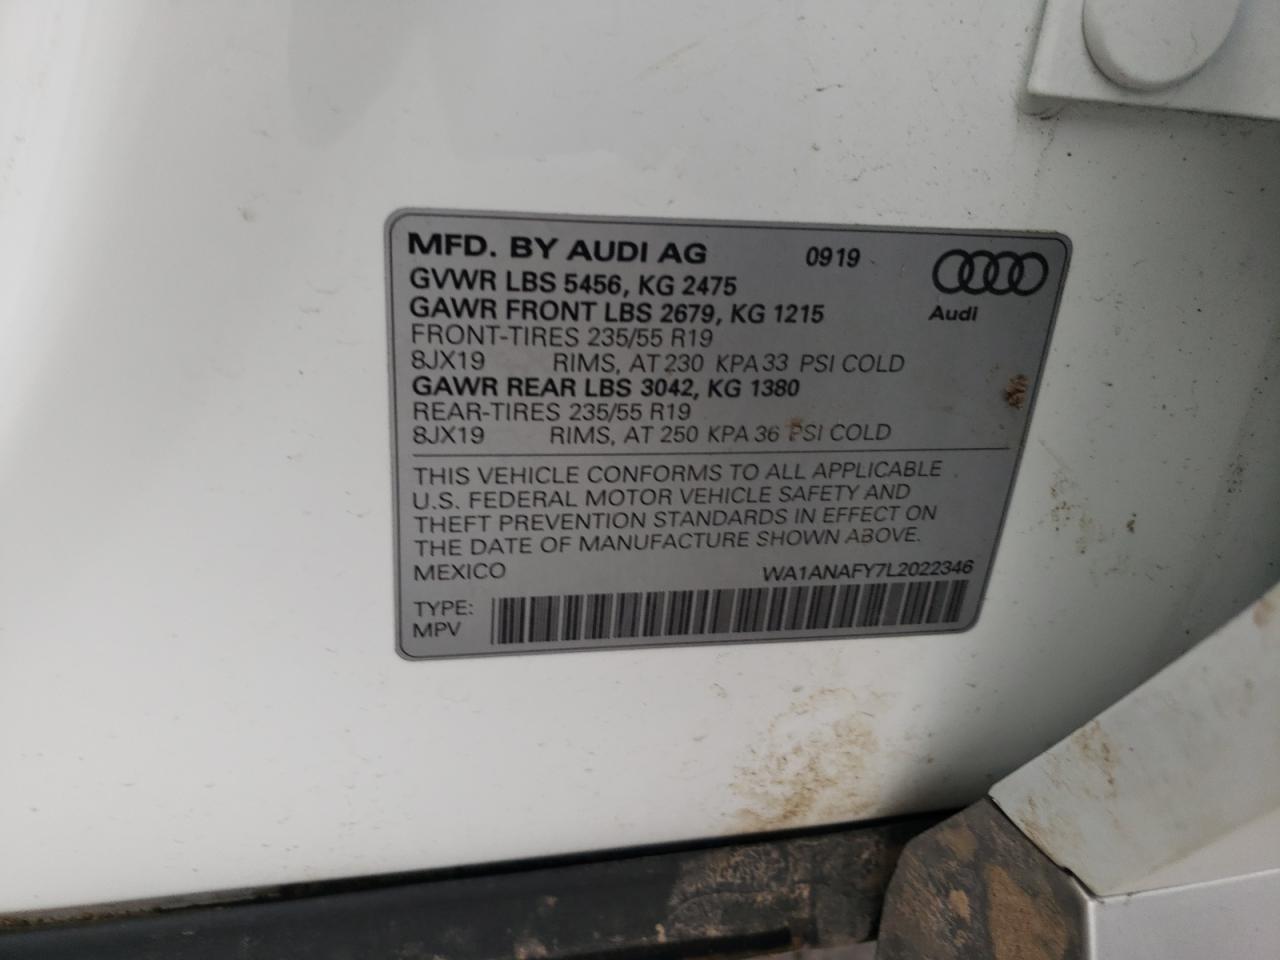 MFD. BY AUDI AG 0919
GVWR LBS 5456, KG 2475
GAWR FRONT LBS 2679, KG 1215
Audi
FRONT-TIRES 235/55 R19
8JX19 RIMS, AT 230 KPA 33 PSI COLD
GAWR REAR LBS 3042, KG 1380
REAR-TIRES 235/55 R19
8JX19 RIMS, AT 250 KPA 36 PSI COLD
THIS VEHICLE CONFORMS TO ALL APPLICABLE
U.S. FEDERAL MOTOR VEHICLE SAFETY AND
THEFT PREVENTION STANDARDS IN EFFECT ON
THE DATE OF MANUFACTURE SHOWN ABOVE.
MEXICO WA1ANAFY7L2022346
TYPE:
MPV